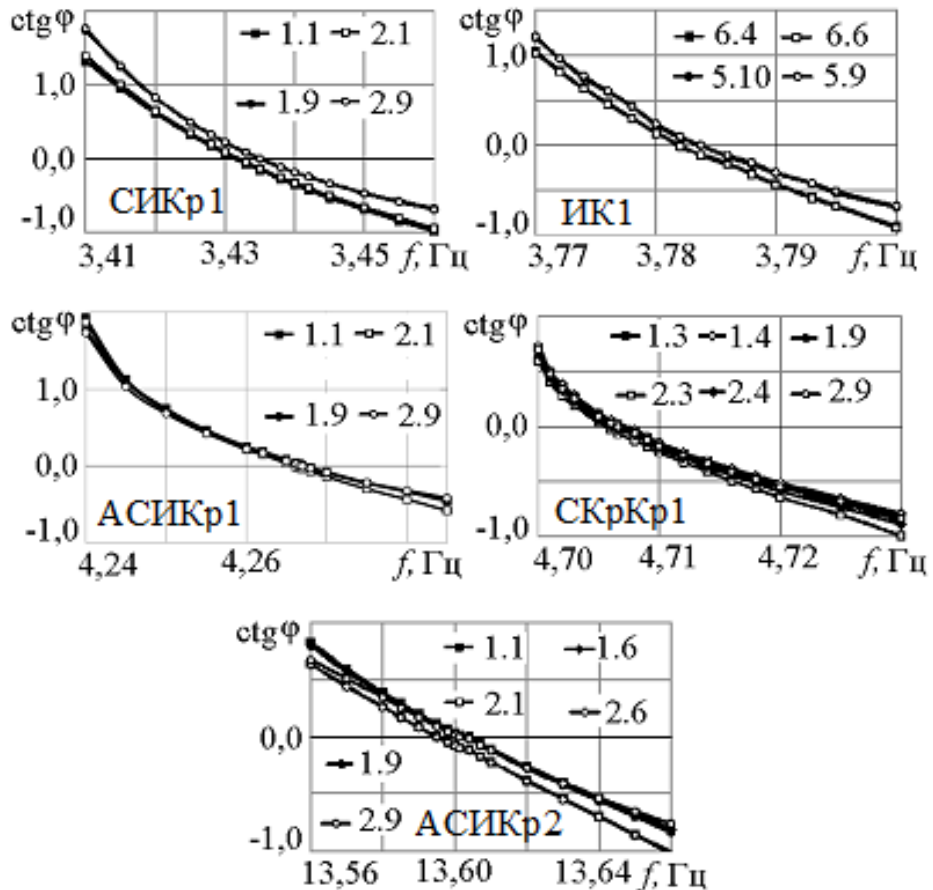 ctg φ
1.1 2.1
1,0
1.9 2.9
0,0
СИКр1
-1,0
3,41 3,43 3,45 f, Гц
ctg φ
6.4 6.6
1,0
5.10 5.9
0,0
ИК1
-1,0
3,77 3,78 3,79 f, Гц
ctg φ
1.1 2.1
1,0
1.9 2.9
0,0
АСИКр1
-1,0
4,24 4,26 f, Гц
ctg φ
1.3 1.4 1.9
2.3 2.4 2.9
0,0
СКрКр1
-1,0
4,70 4,71 4,72 f, Гц
ctg φ
1.1 1.6
2.1 2.6
0,0
1.9
2.9 АСИКр2
-1,0
13,56 13,60 13,64 f, Гц